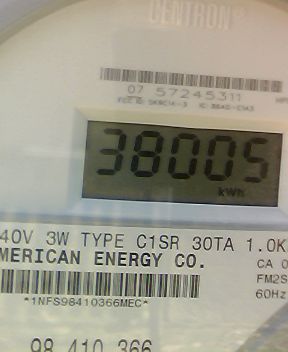 CENTRON®
07 57245311
38005
kWh
40V 3W TYPE C1SR 30TA 1.0K
MERICAN ENERGY CO.
CA 0
FM2S
60Hz
*1NFS98410366MEC*
98 410 366